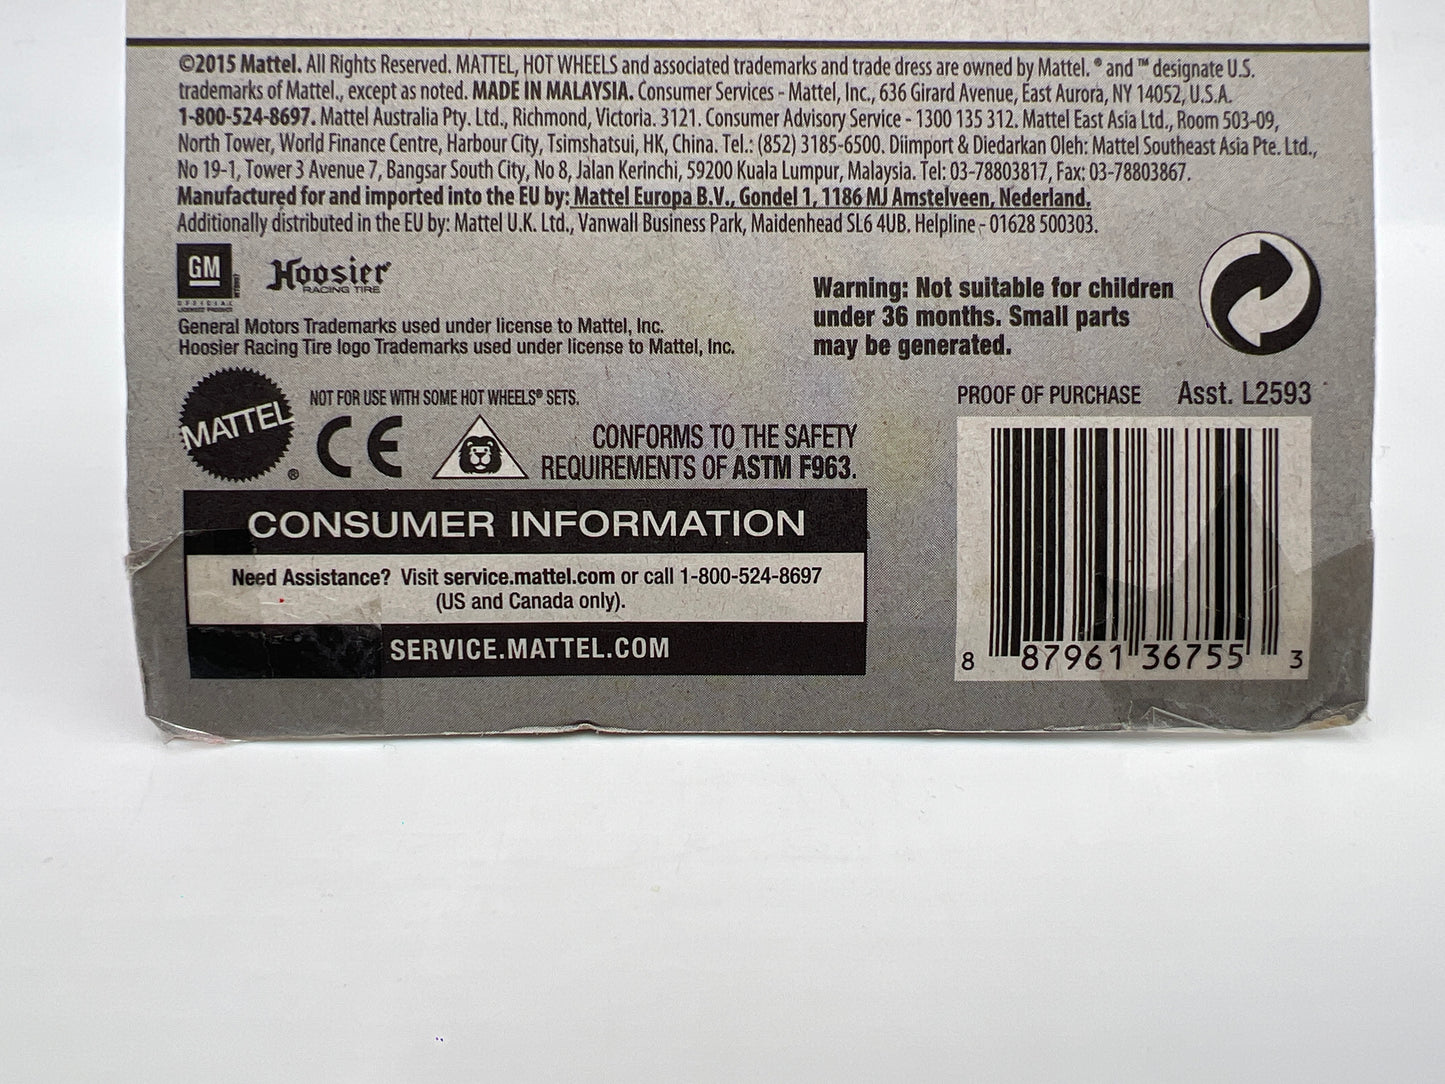 ©2015 Mattel. All Rights Reserved. MATTEL, HOT WHEELS and associated trademarks and trade dress are owned by Mattel. ® and ™ designate U.S.
trademarks of Mattel., except as noted. MADE IN MALAYSIA. Consumer Services - Mattel, Inc., 636 Girard Avenue, East Aurora, NY 14052, U.S.A.
1-800-524-8697. Mattel Australia Pty. Ltd., Richmond, Victoria. 3121. Consumer Advisory Service - 1300 135 312. Mattel East Asia Ltd., Room 503-09,
North Tower, World Finance Centre, Harbour City, Tsimshatsui, HK, China. Tel.: (852) 3185-6500. Diimport & Diedarkan Oleh: Mattel Southeast Asia Pte. Ltd.,
No 19-1, Tower 3 Avenue 7, Bangsar South City, No 8, Jalan Kerinchi, 59200 Kuala Lumpur, Malaysia. Tel: 03-78803817, Fax: 03-78803867.
Manufactured for and imported into the EU by: Mattel Europa B.V., Gondel 1, 1186 MJ Amstelveen, Nederland.
Additionally distributed in the EU by: Mattel U.K. Ltd., Vanwall Business Park, Maidenhead SL6 4UB. Helpline - 01628 500303.
GM
OFFICIAL
LICENSED PRODUCT
Hoosier
RACING TIRE
General Motors Trademarks used under license to Mattel, Inc.
Hoosier Racing Tire logo Trademarks used under license to Mattel, Inc.
Warning: Not suitable for children
under 36 months. Small parts
may be generated.
MATTEL ®
NOT FOR USE WITH SOME HOT WHEELS® SETS.
CE
CONFORMS TO THE SAFETY
REQUIREMENTS OF ASTM F963.
PROOF OF PURCHASE Asst. L2593
CONSUMER INFORMATION
Need Assistance? Visit service.mattel.com or call 1-800-524-8697
(US and Canada only).
SERVICE.MATTEL.COM
8 87961 36755 3